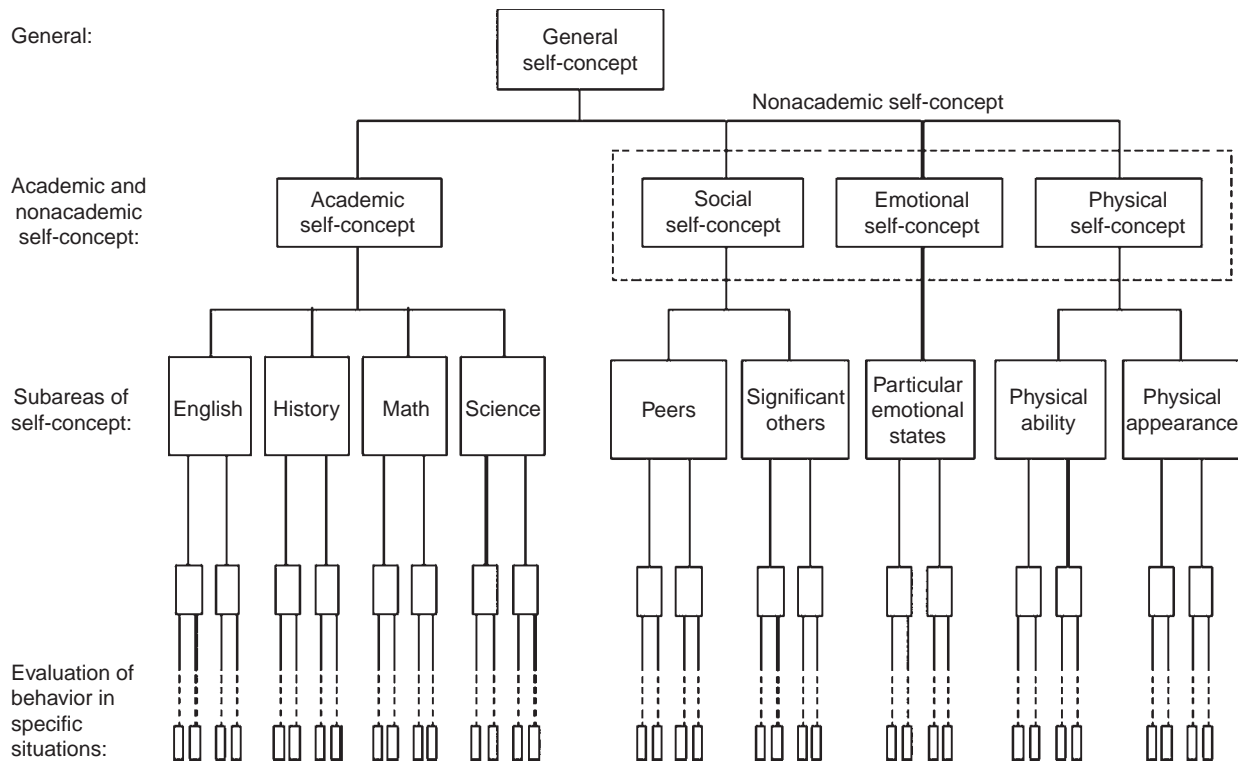 General:
General
self-concept
Nonacademic self-concept
Academic and
nonacademic
self-concept:
Academic
self-concept
Social
self-concept
Emotional
self-concept
Physical
self-concept
Subareas of
self-concept:
English
History
Math
Science
Peers
Significant
others
Particular
emotional
states
Physical
ability
Physical
appearance
Evaluation of
behavior in
specific
situations: